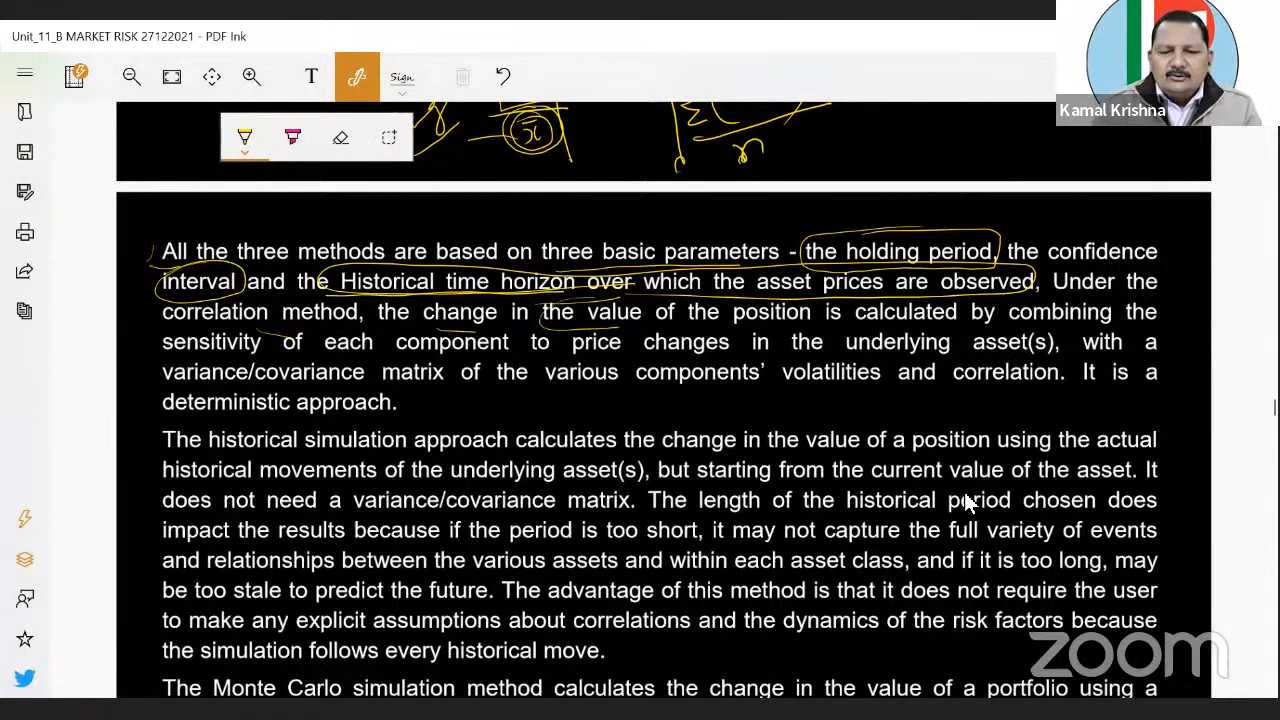 Unit_11_B MARKET RISK 27122021 - PDF Ink
Kamal Krishna
T
Sign
n
All the three methods are based on three basic parameters - the holding period, the confidence
interval and the Historical time horizon over which the asset prices are observed, Under the
correlation method, the change in the value of the position is calculated by combining the
sensitivity of each component to price changes in the underlying asset(s), with a
variance/covariance matrix of the various components’ volatilities and correlation. It is a
deterministic approach.
The historical simulation approach calculates the change in the value of a position using the actual
historical movements of the underlying asset(s), but starting from the current value of the asset. It
does not need a variance/covariance matrix. The length of the historical period chosen does
impact the results because if the period is too short, it may not capture the full variety of events
and relationships between the various assets and within each asset class, and if it is too long, may
be too stale to predict the future. The advantage of this method is that it does not require the user
to make any explicit assumptions about correlations and the dynamics of the risk factors because
the simulation follows every historical move.
The Monte Carlo simulation method calculates the change in the value of a portfolio using a
zoom